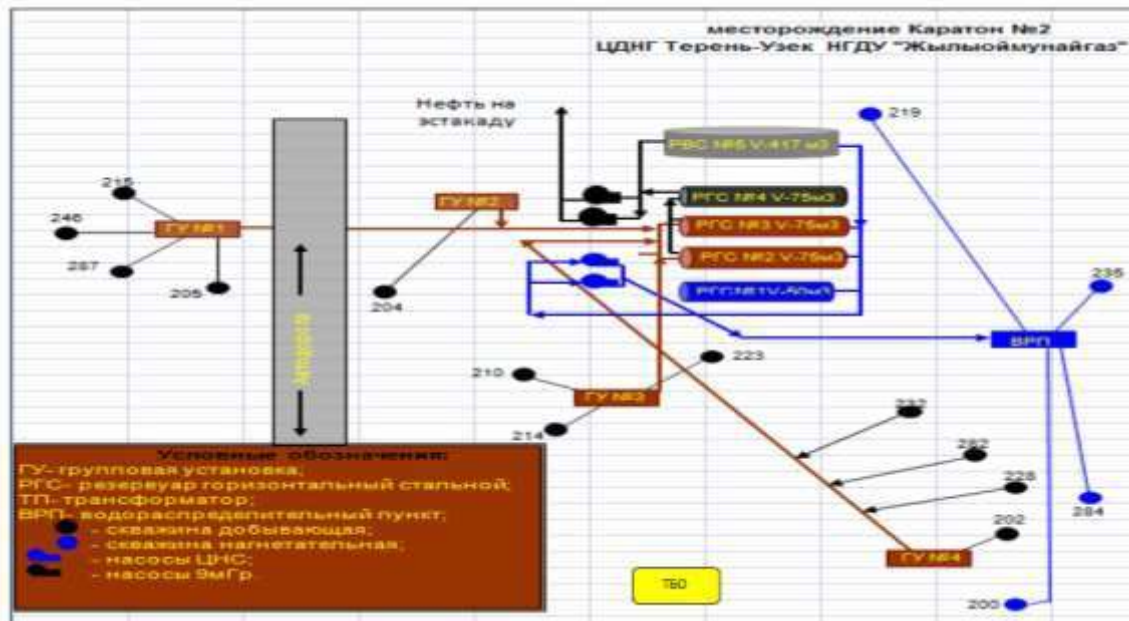 месторождение Каратон №2
ЦДНГ Терень-Узек НГДУ "Жылыоймунайгаз"
Нефть на
эстакаду
219
РВС №5 V-417 м3
215
ГУ №2
РГС №4 V-75м3
246
ГУ №1
РГС №3 V-75м3
287
РГС №2 V-75м3
235
205
204
РГС№1V-50м3
ВРП
223
210
ГУ №3
232
214
282
228
284
202
ГУ №4
ТБО
200
Условные обозначения:
ГУ- групповая установка;
РГС- резервуар горизонтальный стальной;
ТП- трансформатор;
ВРП- водораспределительный пункт;
- скважина добывающая;
- скважина нагнетательная;
- насосы ЦНС;
- насосы 9мГр.